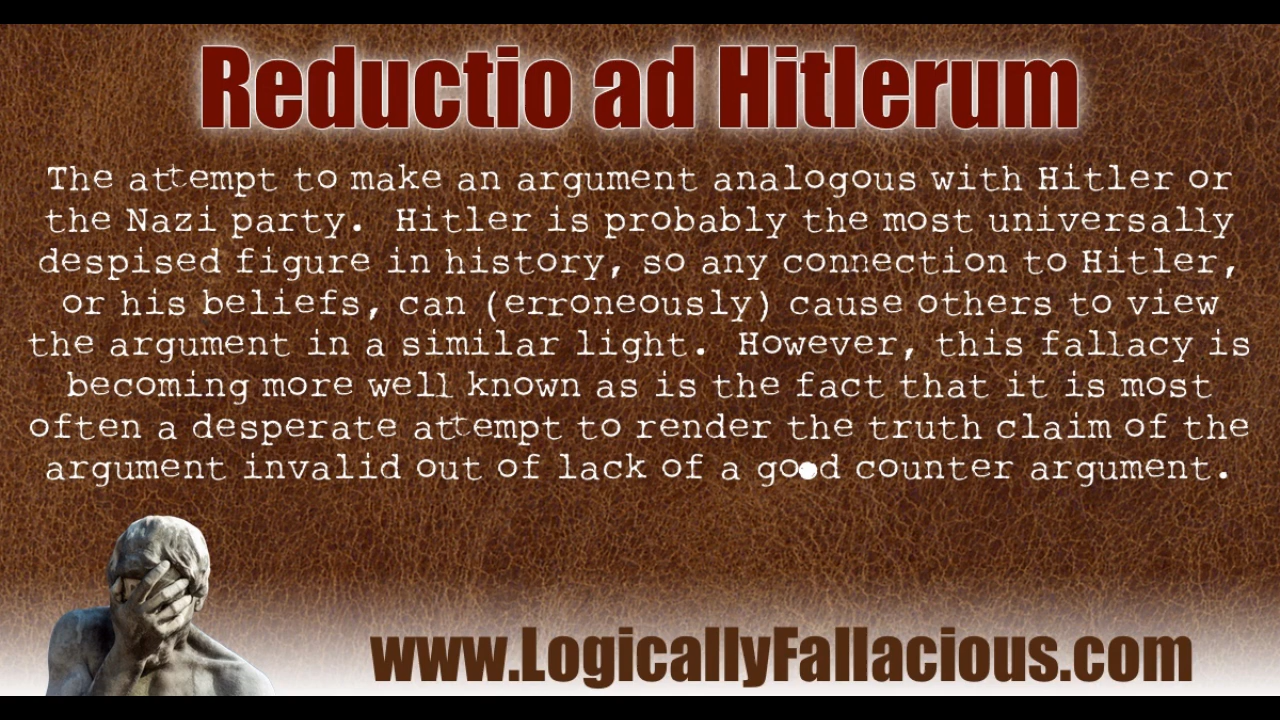 Reductio ad Hitlerum
The attempt to make an argument analogous with Hitler or
the Nazi party.  Hitler is probably the most universally
despised figure in history, so any connection to Hitler,
or his beliefs, can (erroneously) cause others to view
the argument in a similar light.  However, this fallacy is
becoming more well known as is the fact that it is most
often a desperate attempt to render the truth claim of the
argument invalid out of lack of a good counter argument.
www.LogicallyFallacious.com